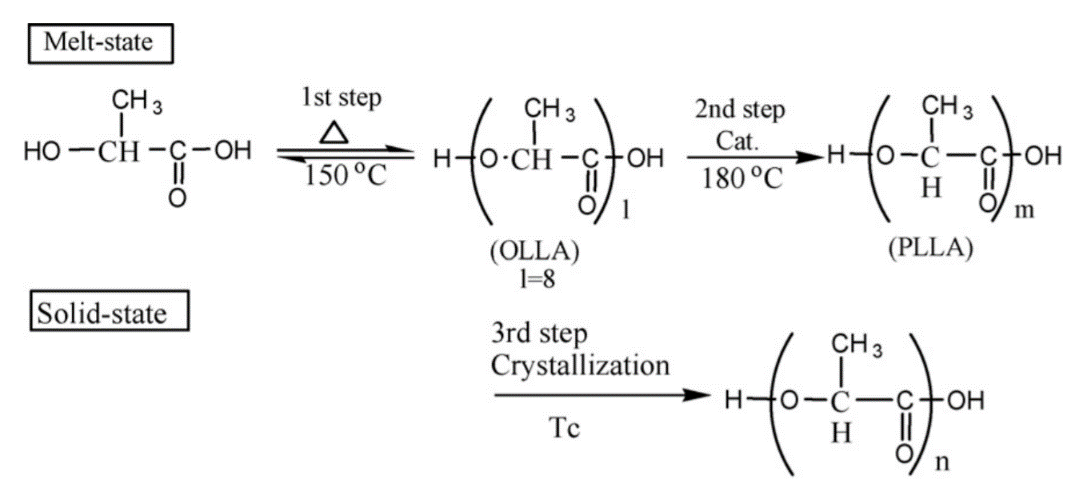 Melt-state
CH3
HO CH C OH
O
1st step
△
150 °C
CH3
H O·CH C OH
O
l
(OLLA)
l=8
2nd step
Cat.
180 °C
CH3
H O C C OH
H O
m
(PLLA)
Solid-state
3rd step
Crystallization
Tc
CH3
H O C C OH
H O
n